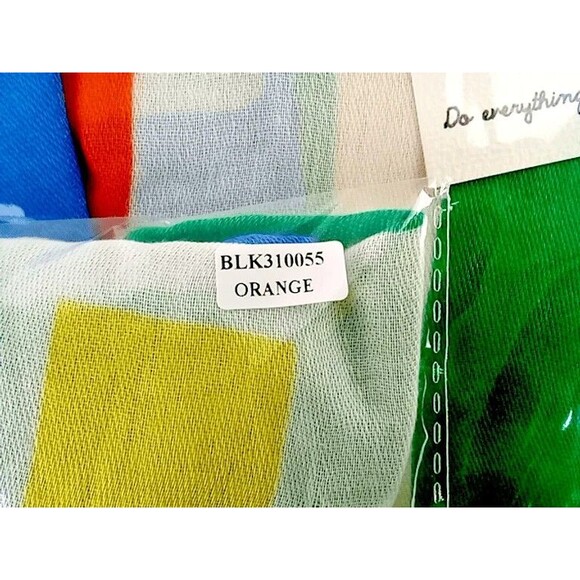 Do everything
BLK310055
ORANGE